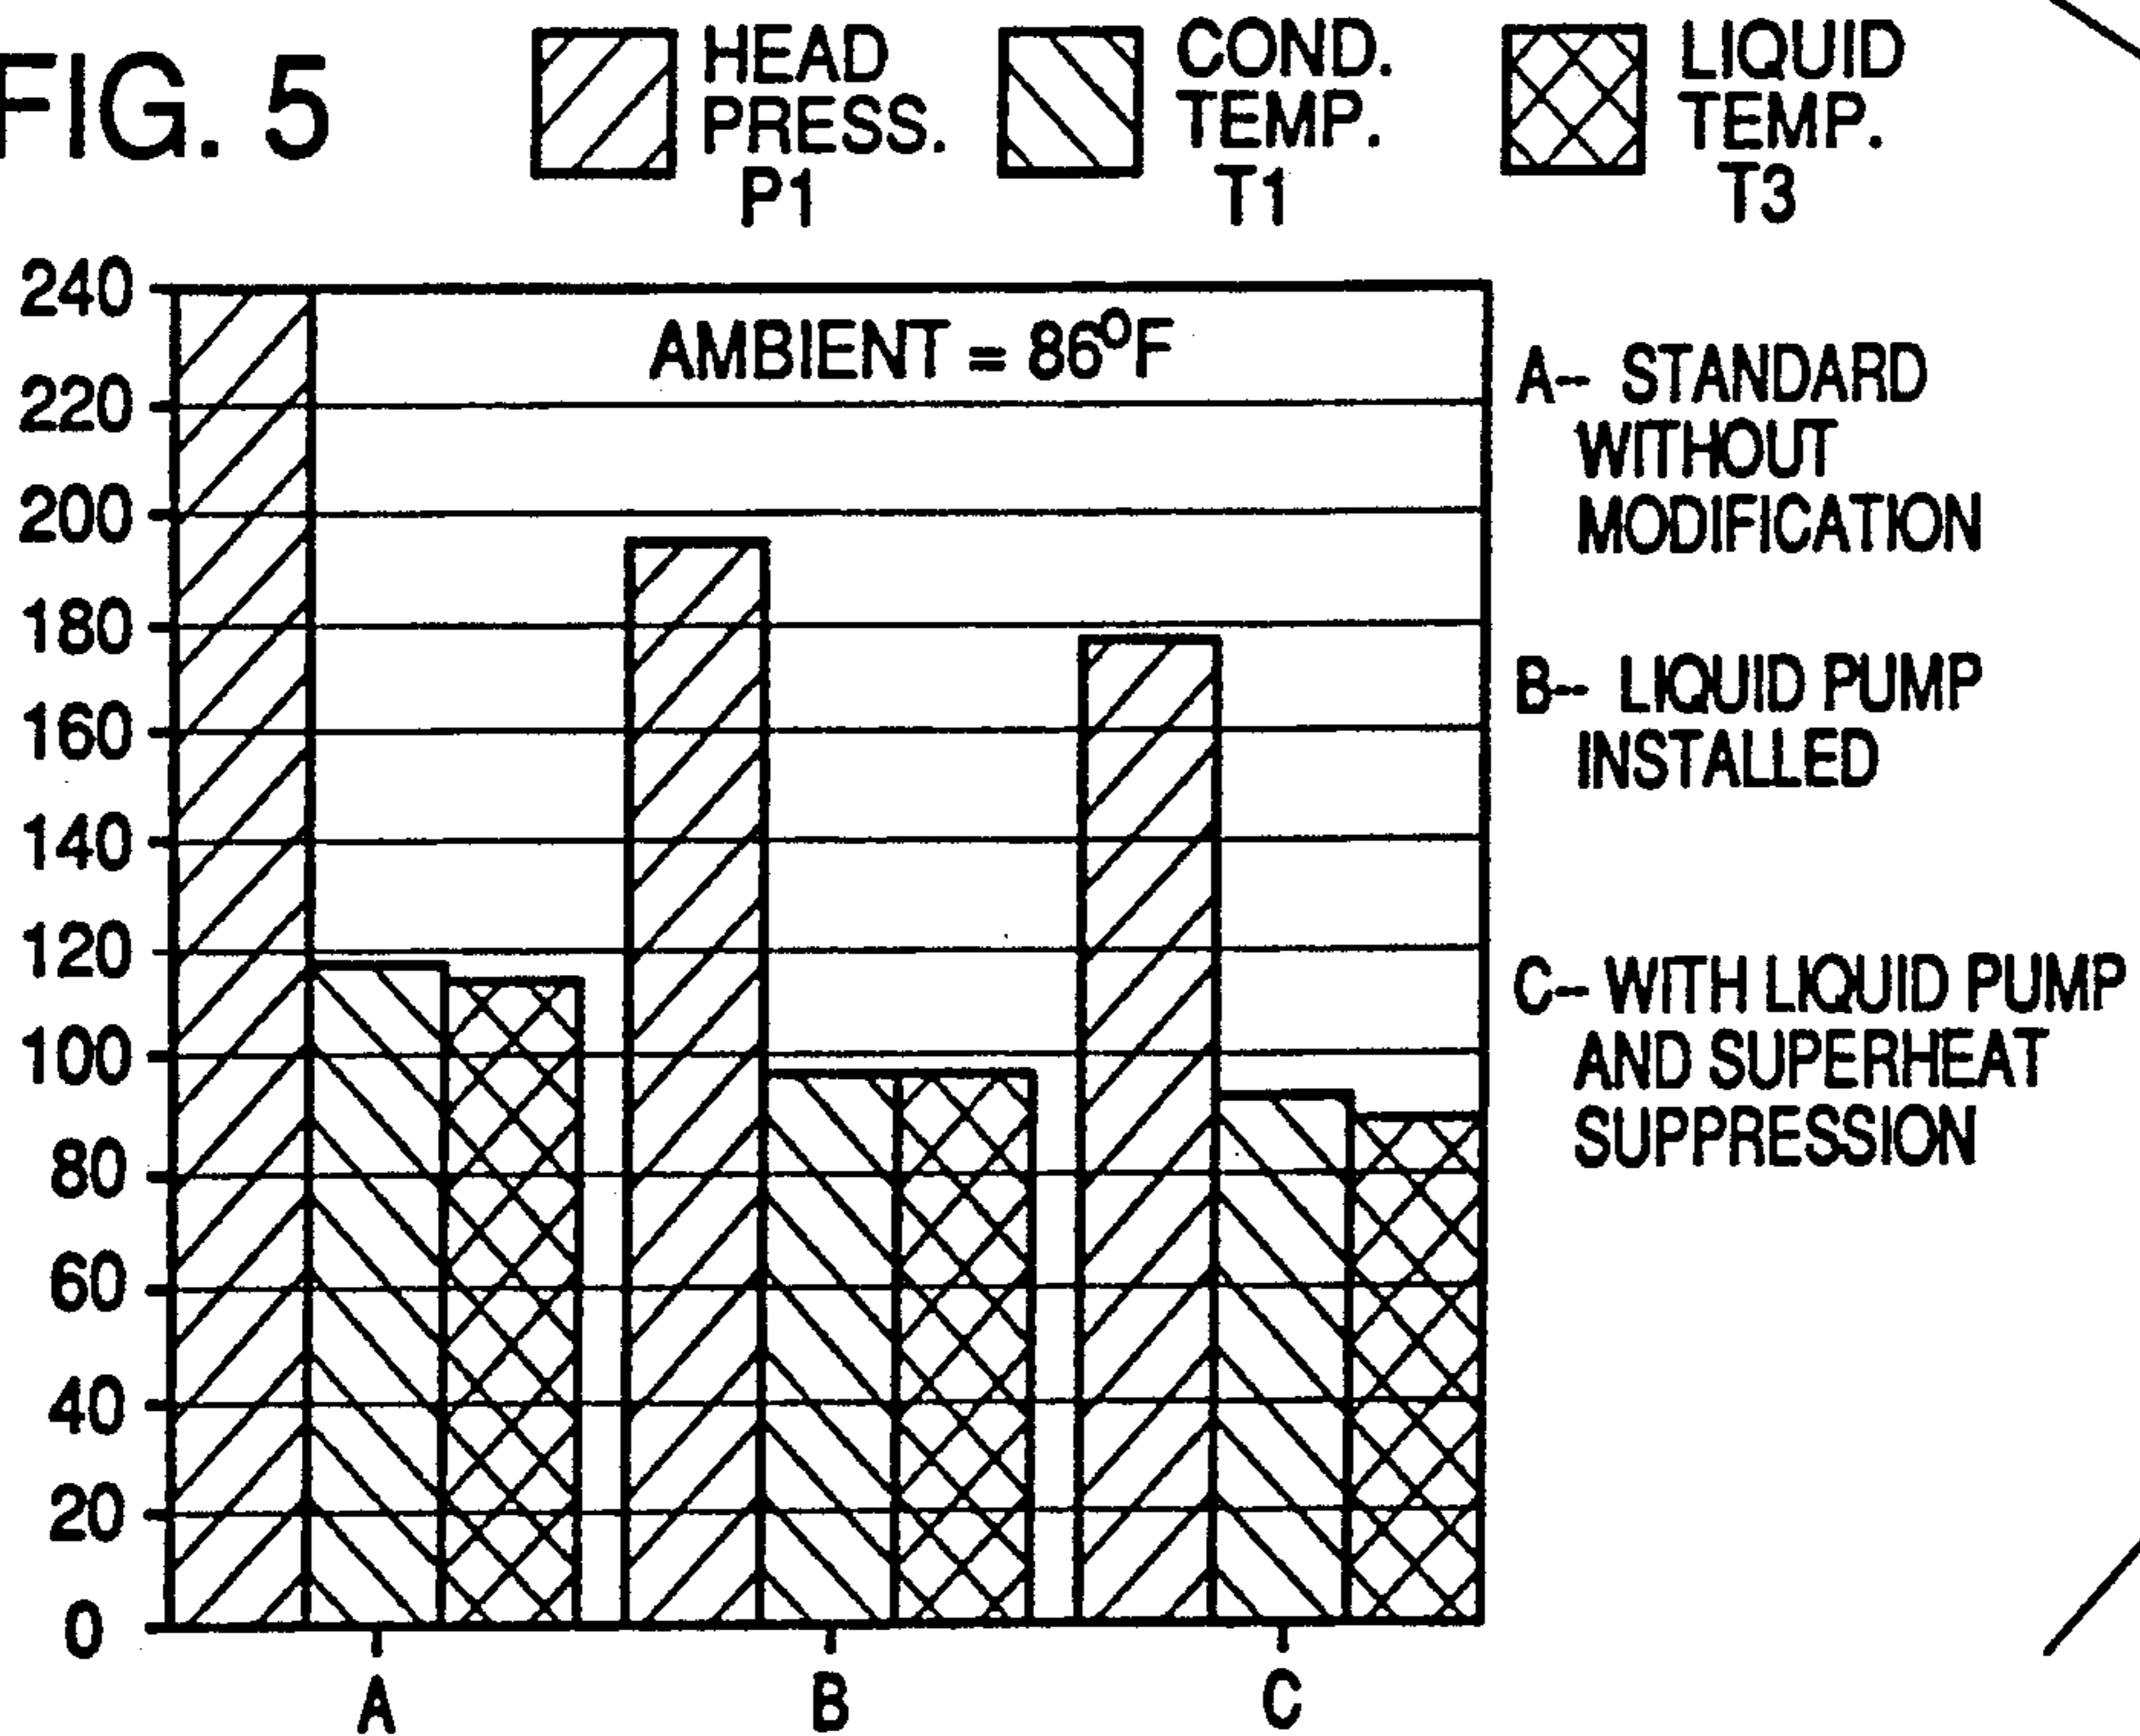 FIG. 5
HEAD
PRESS.
P1
COND.
TEMP.
T1
LIQUID
TEMP.
T3
240
220
200
180
160
140
120
100
80
60
40
20
0
AMBIENT = 86°F
A-- STANDARD
WITHOUT
MODIFICATION
B-- LIQUID PUMP
INSTALLED
C-- WITH LIQUID PUMP
AND SUPERHEAT
SUPPRESSION
A
B
C